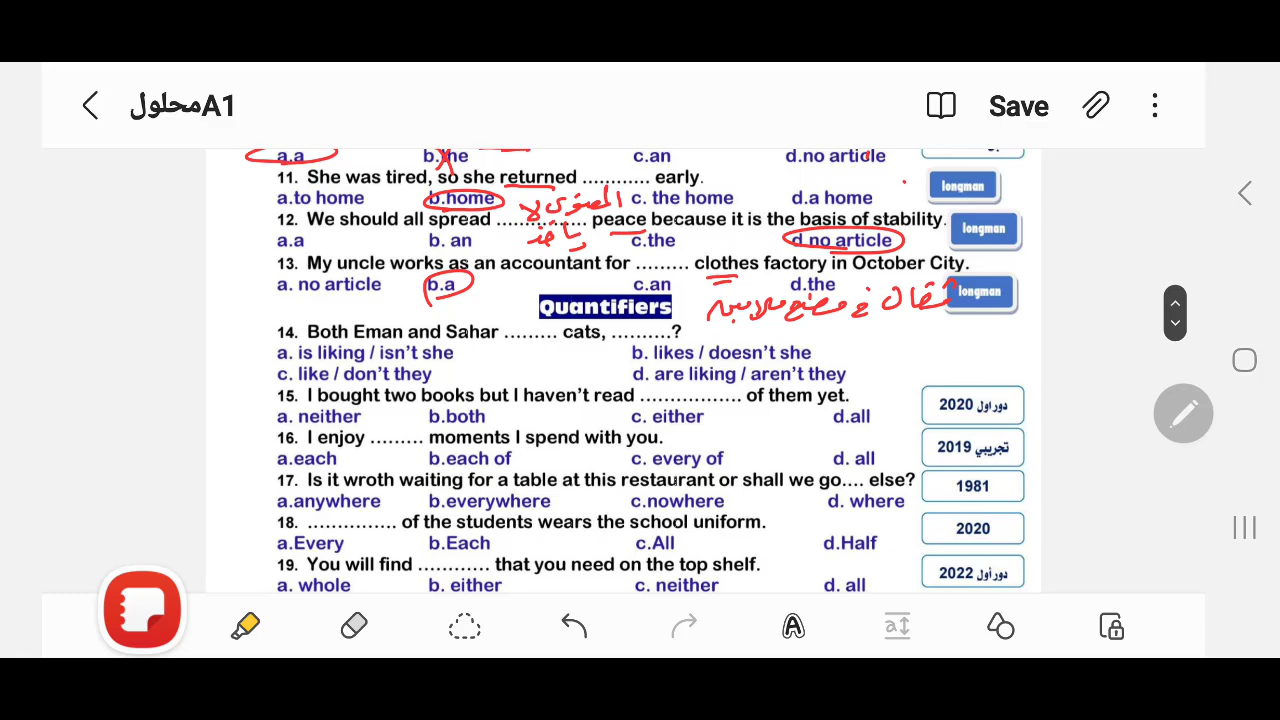 محلول A1
Save
a.a b.the c.an d.no article
11. She was tired, so she returned ........... early.
longman
a.to home b.home c. the home d.a home
12. We should all spread ................ peace because it is the basis of stability.
longman
a.a b. an c.the d.no article
13. My uncle works as an accountant for ......... clothes factory in October City.
a. no article b.a c.an d.the
longman
Quantifiers
14. Both Eman and Sahar ......... cats, ..........?
a. is liking / isn't she b. likes / doesn't she
c. like / don't they d. are liking / aren't they
15. I bought two books but I haven't read ................. of them yet.
دور اول 2020
a. neither b.both c. either d.all
16. I enjoy ......... moments I spend with you.
تجريبي 2019
a.each b.each of c. every of d. all
17. Is it wroth waiting for a table at this restaurant or shall we go.... else?
1981
a.anywhere b.everywhere c.nowhere d. where
18. ............... of the students wears the school uniform.
2020
a.Every b.Each c.All d.Half
19. You will find ............ that you need on the top shelf.
دور أول 2022
a. whole b. either c. neither d. all